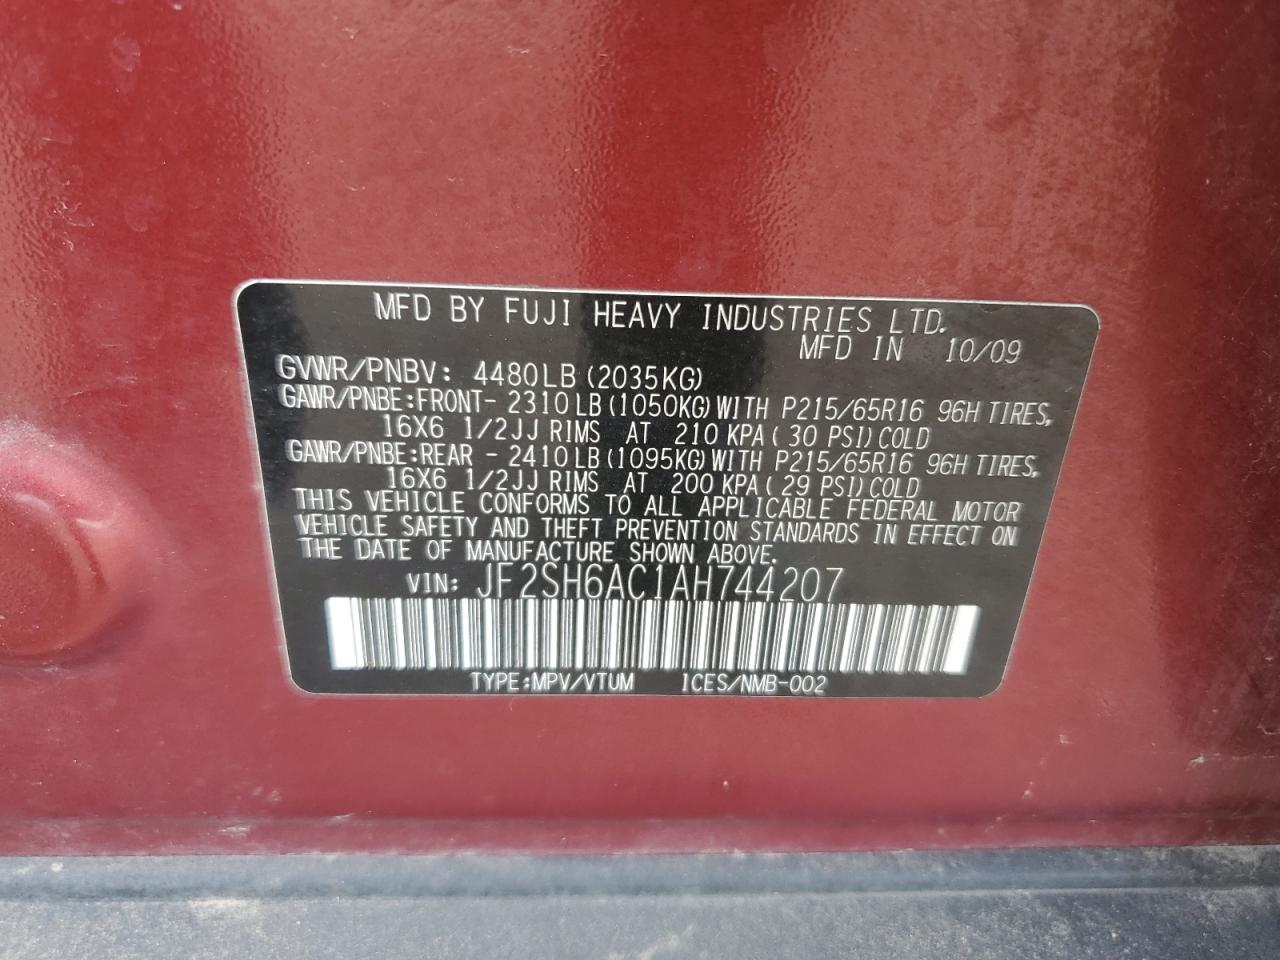 MFD BY FUJI HEAVY INDUSTRIES LTD.
MFD IN 10/09
GVWR/PNBV: 4480LB(2035KG)
GAWR/PNBE:FRONT- 2310LB(1050KG)WITH P215/65R16 96H TIRES,
16X6 1/2JJ RIMS AT 210 KPA(30 PSI)COLD
GAWR/PNBE:REAR - 2410LB(1095KG)WITH P215/65R16 96H TIRES,
16X6 1/2JJ RIMS AT 200 KPA(29 PSI)COLD
THIS VEHICLE CONFORMS TO ALL APPLICABLE FEDERAL MOTOR
VEHICLE SAFETY AND THEFT PREVENTION STANDARDS IN EFFECT ON
THE DATE OF MANUFACTURE SHOWN ABOVE.
VIN: JF2SH6AC1AH744207
TYPE:MPV/VTUM ICES/NMB-002